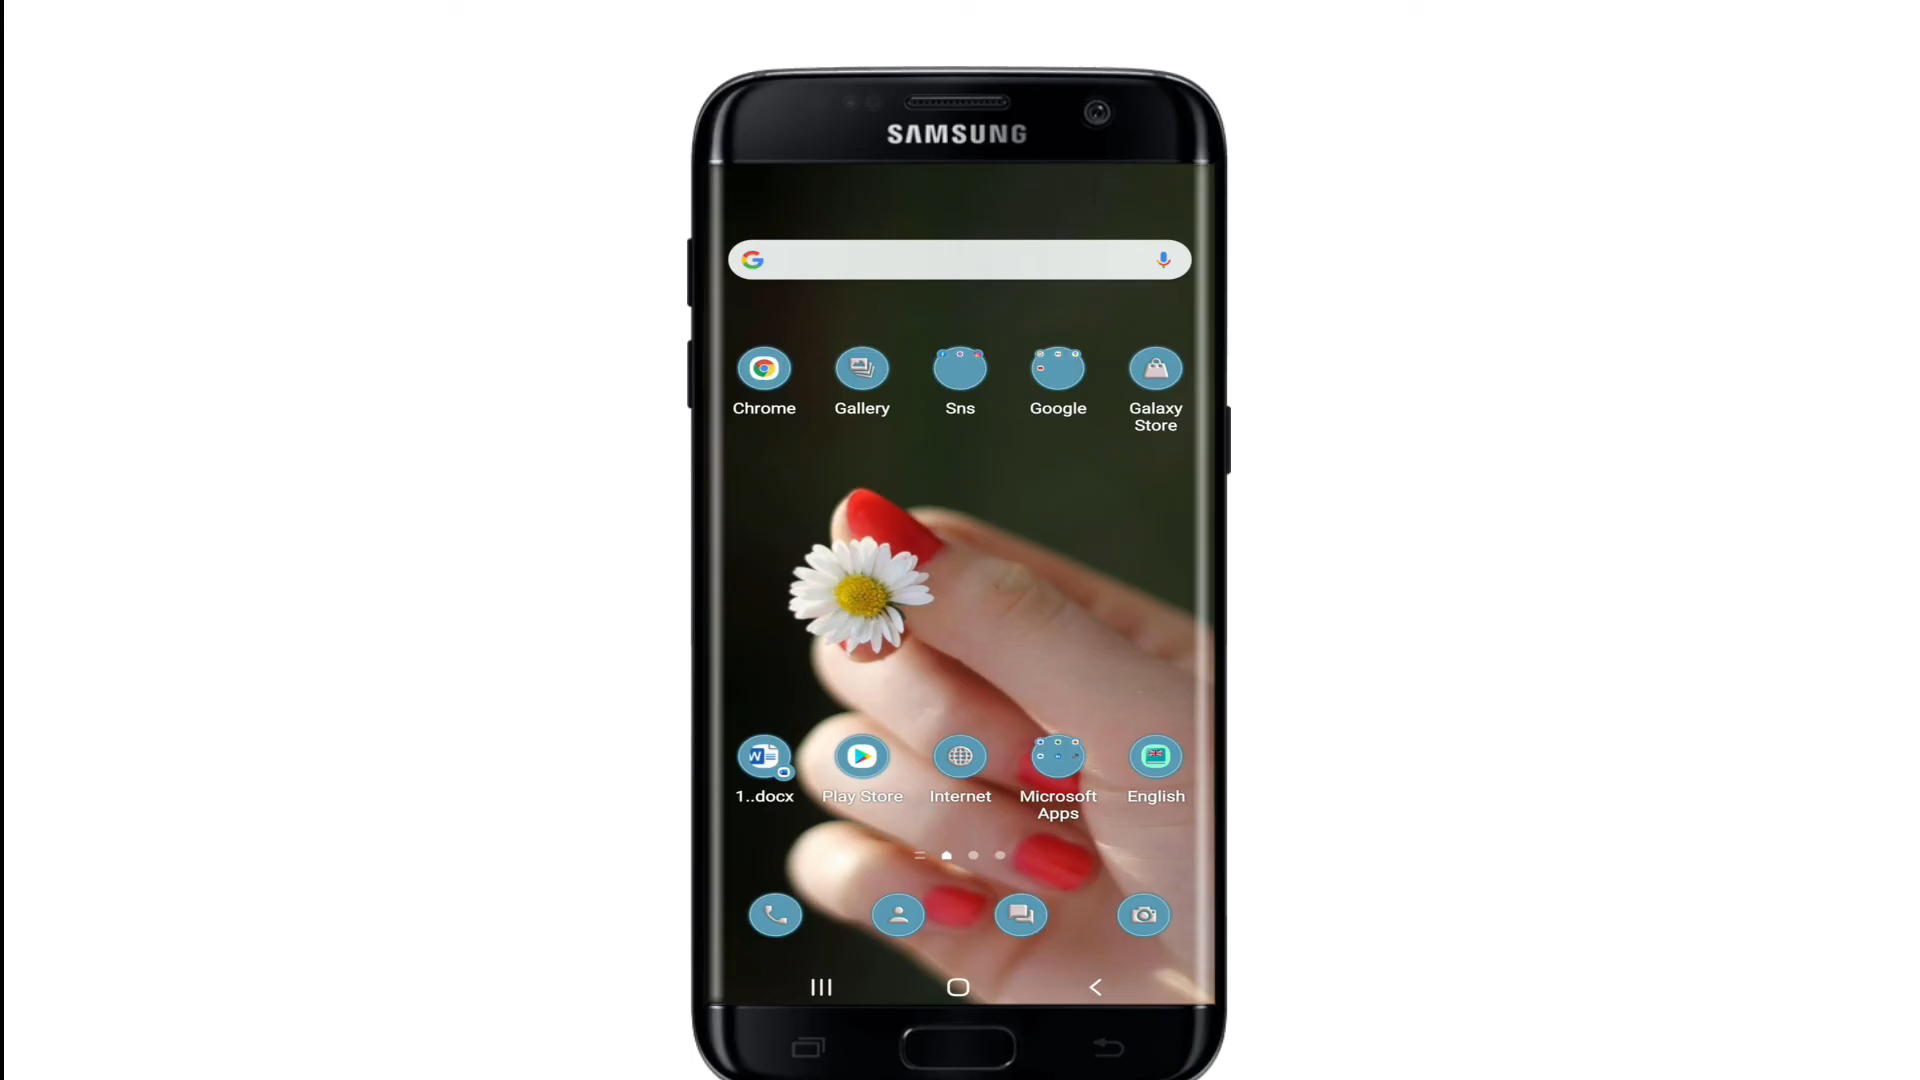 SAMSUNG
Chrome
Gallery
Sns
Google
Galaxy
Store
1..docx
Play Store
Internet
Microsoft
Apps
English